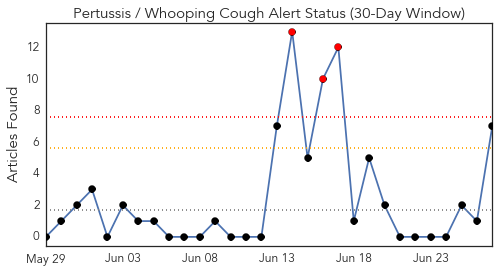 Pertussis / Whooping Cough Alert Status (30-Day Window)
Articles Found
12
10
8
6
4
2
0
May 29
Jun 03
Jun 08
Jun 13
Jun 18
Jun 23